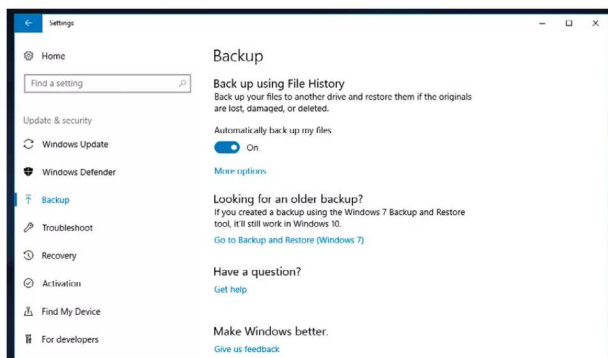 Settings
Home
Find a setting
Update & security
Windows Update
Windows Defender
Backup
Troubleshoot
Recovery
Activation
Find My Device
For developers
Backup
Back up using File History
Back up your files to another drive and restore them if the originals
are lost, damaged, or deleted.
Automatically back up my files
On
More options
Looking for an older backup?
If you created a backup using the Windows 7 Backup and Restore
tool, it'll still work in Windows 10.
Go to Backup and Restore (Windows 7)
Have a question?
Get help
Make Windows better.
Give us feedback